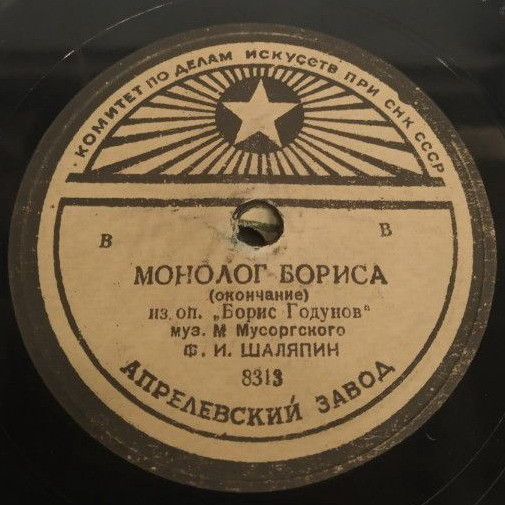 КОМИТЕТ ПО ДЕЛАМ ИСКУССТВ ПРИ СНК СССР
В В
МОНОЛОГ БОРИСА
(окончание)
из оп. „Борис Годунов"
муз. М Мусоргского
Ф. И. ШАЛЯПИН
8313
АПРЕЛЕВСКИЙ ЗАВОД